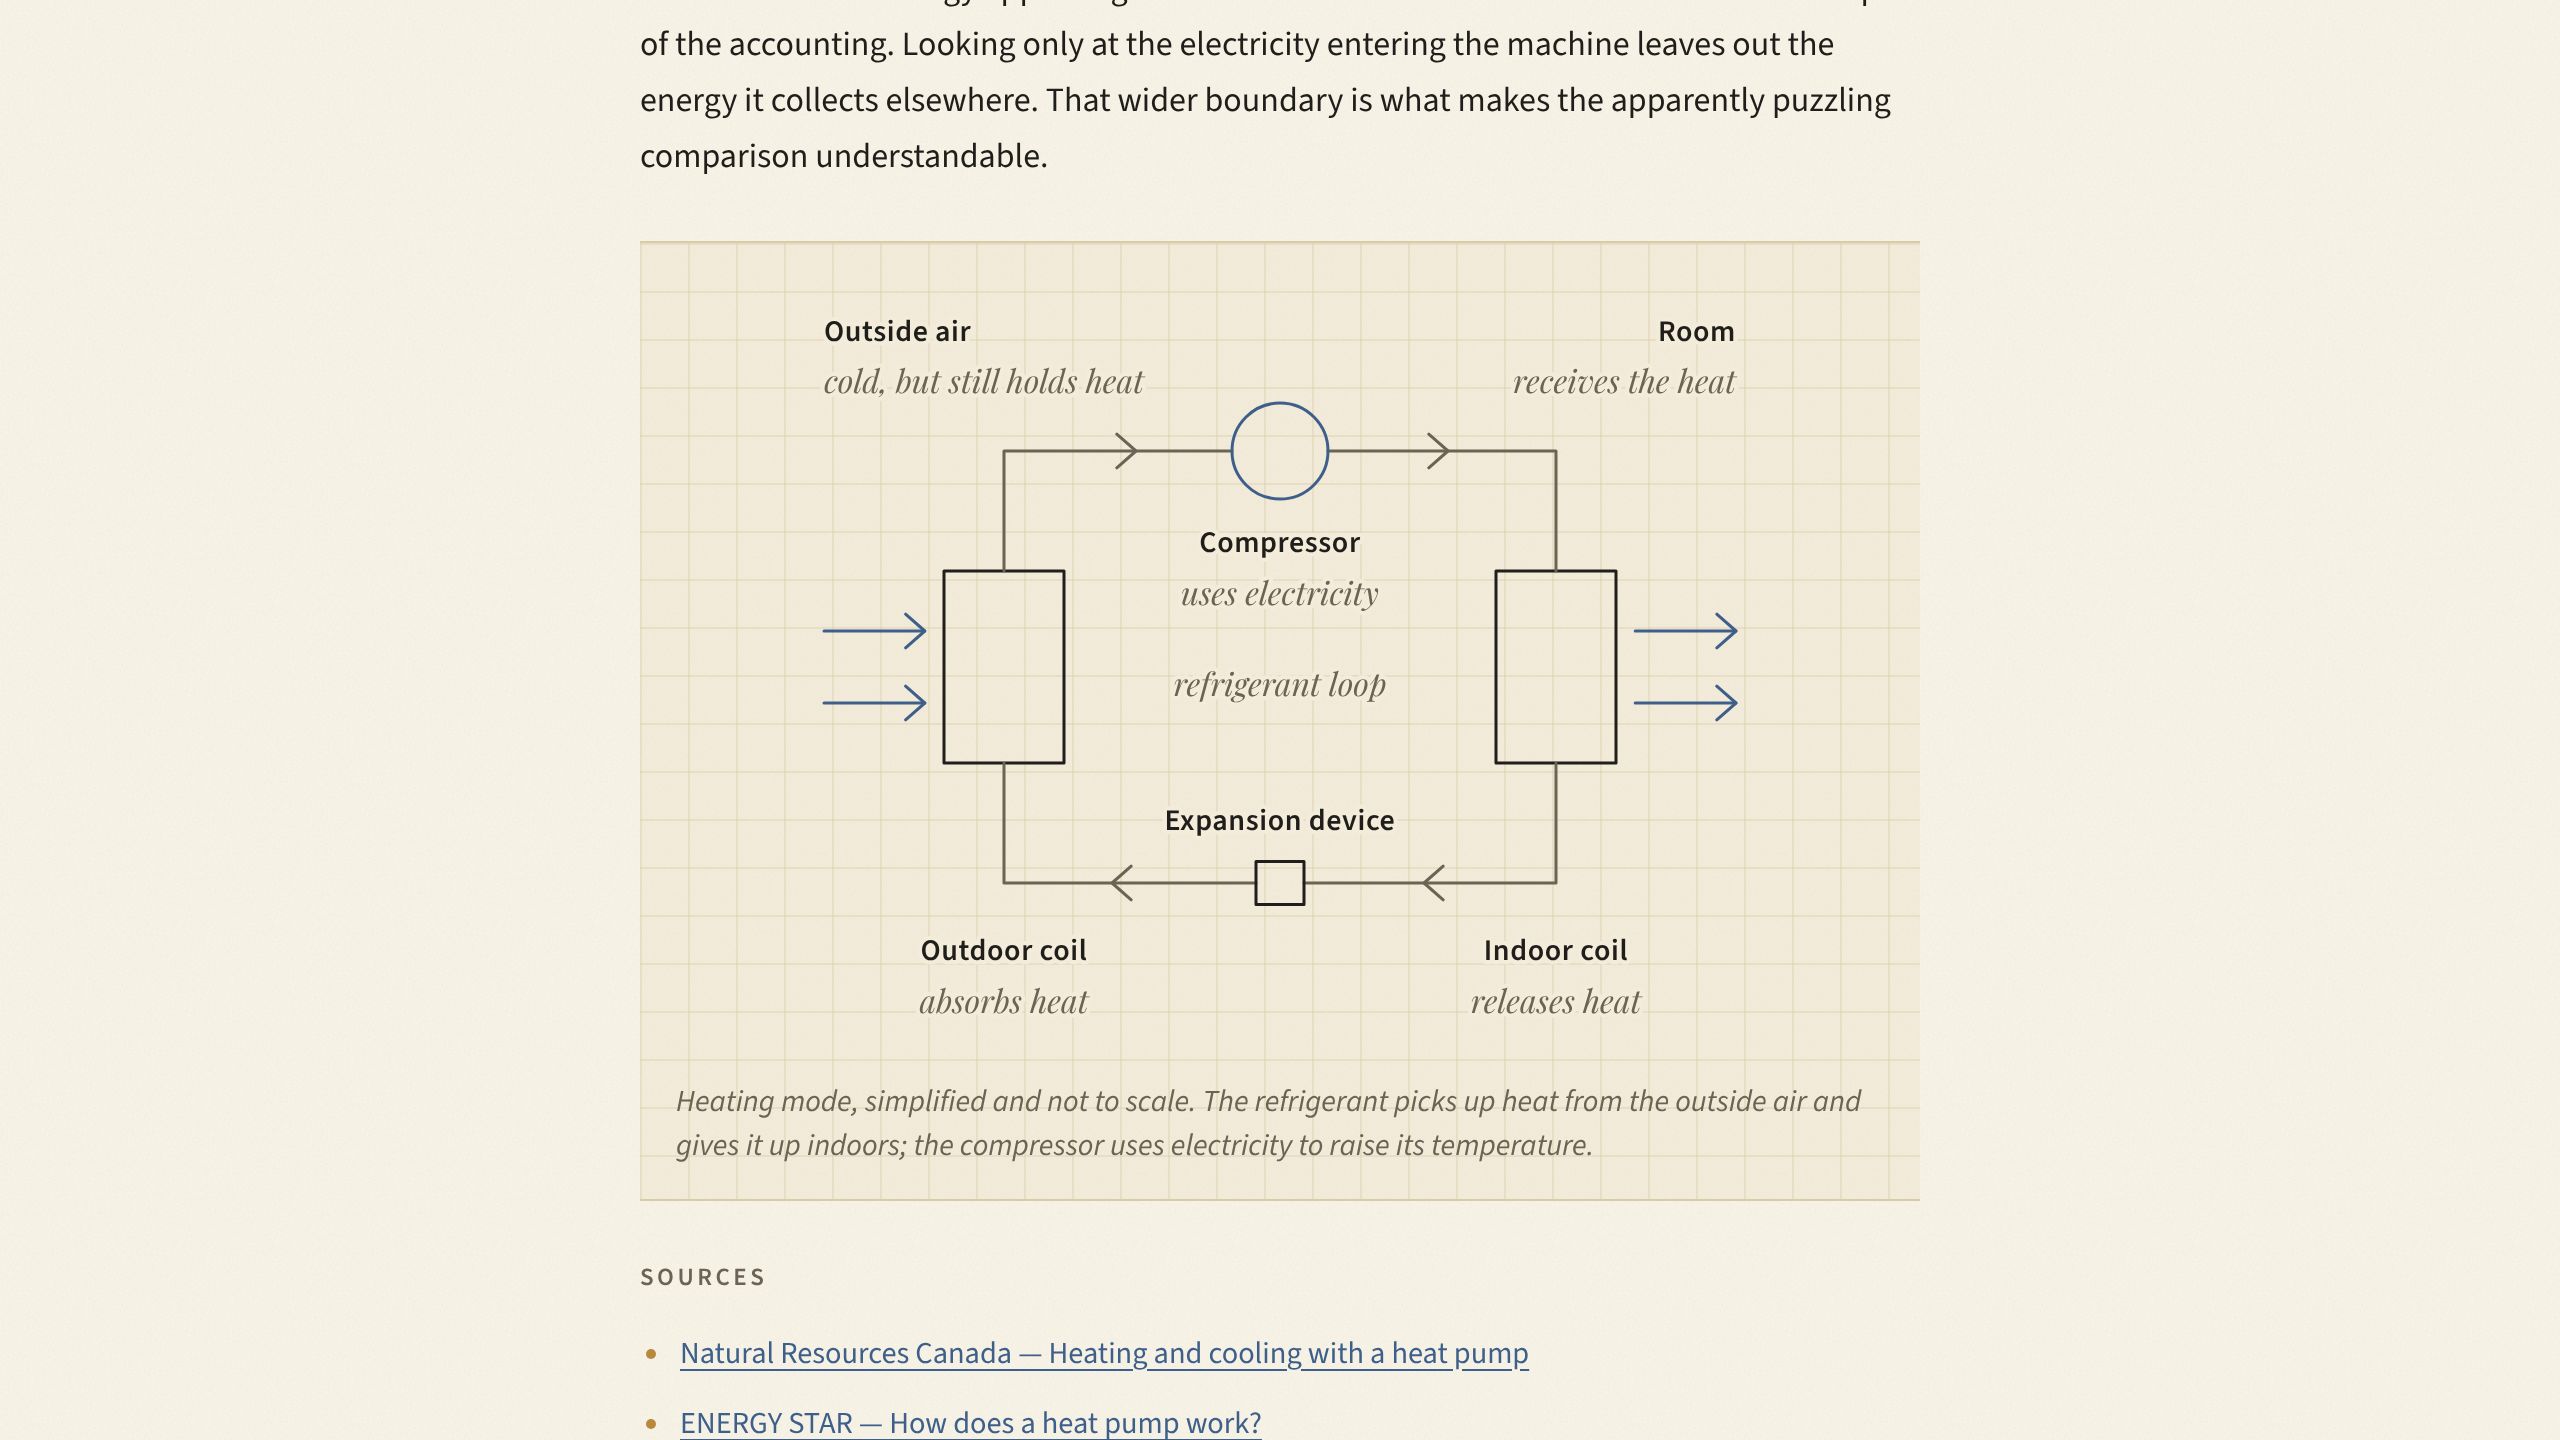 of the accounting. Looking only at the electricity entering the machine leaves out the
energy it collects elsewhere. That wider boundary is what makes the apparently puzzling
comparison understandable.
Outside air
cold, but still holds heat
Room
receives the heat
Compressor
uses electricity
refrigerant loop
Expansion device
Outdoor coil
absorbs heat
Indoor coil
releases heat
Heating mode, simplified and not to scale. The refrigerant picks up heat from the outside air and
gives it up indoors; the compressor uses electricity to raise its temperature.
SOURCES
Natural Resources Canada — Heating and cooling with a heat pump
ENERGY STAR — How does a heat pump work?